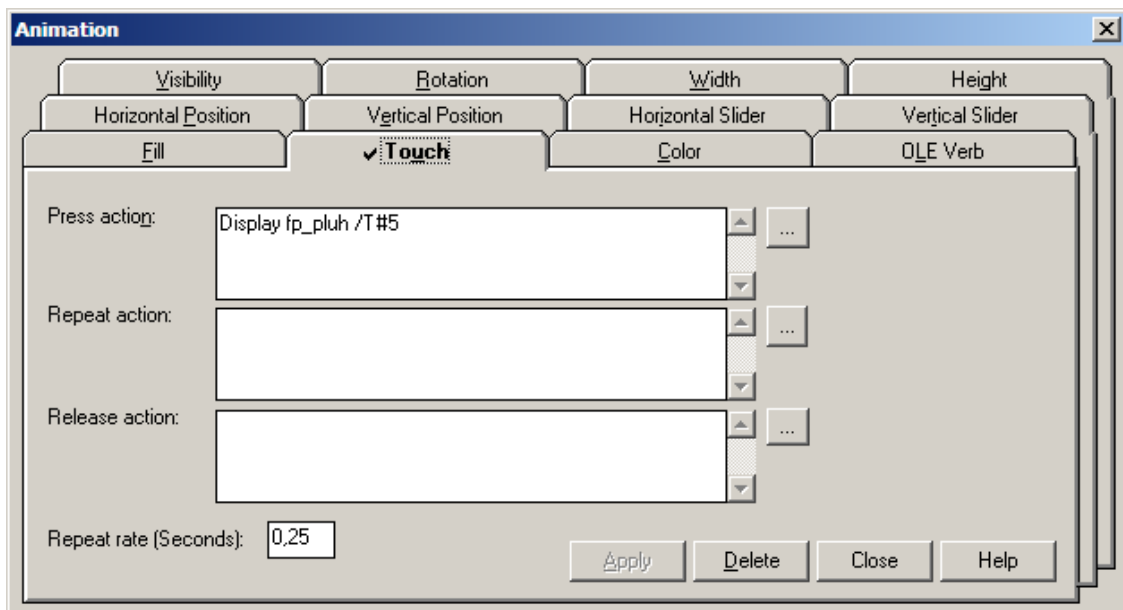 Animation
Visibility Rotation Width Height
Horizontal Position Vertical Position Horizontal Slider Vertical Slider
Fill Touch Color OLE Verb
Press action: Display fp_pluh /T#5 ...
Repeat action: ...
Release action: ...
Repeat rate (Seconds): 0,25
Apply Delete Close Help